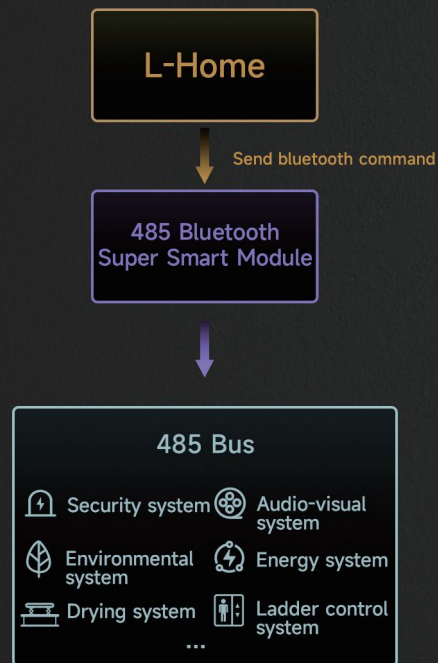 L-Home
Send bluetooth command
485 Bluetooth
Super Smart Module
485 Bus
Security system
Audio-visual
system
Environmental
system
Energy system
Drying system
Ladder control
system
...